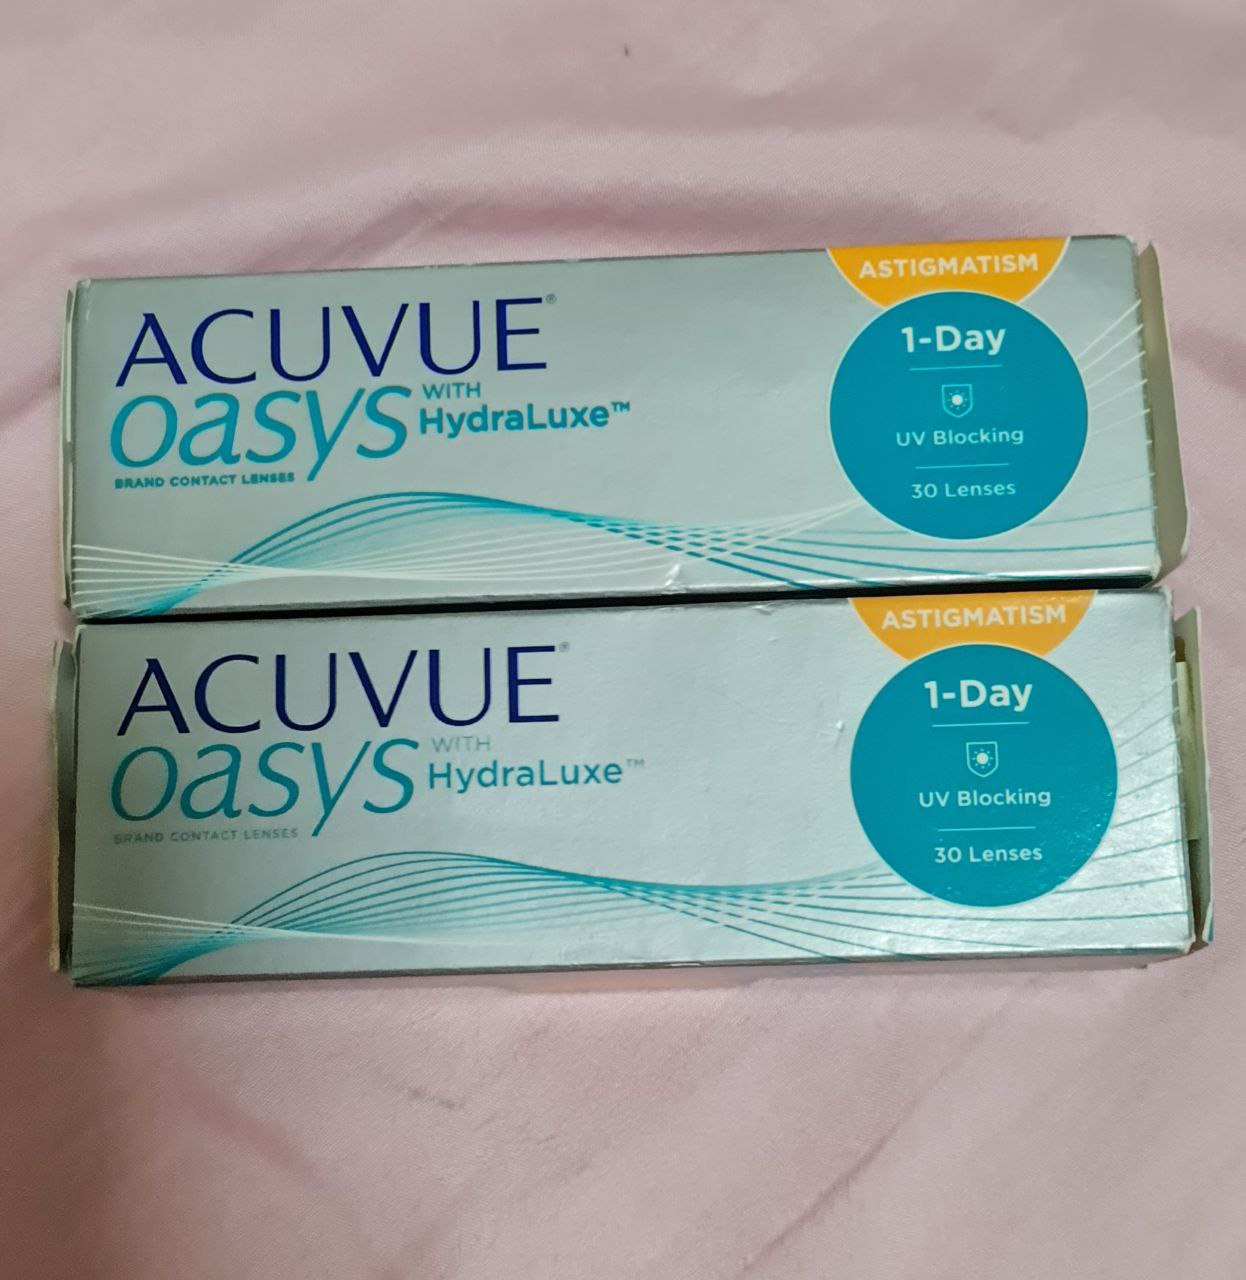 ACUVUE®
oasys WITH
HydraLuxe™
BRAND CONTACT LENSES
ASTIGMATISM
1-Day
UV Blocking
30 Lenses
ACUVUE®
oasys WITH
HydraLuxe™
BRAND CONTACT LENSES
ASTIGMATISM
1-Day
UV Blocking
30 Lenses